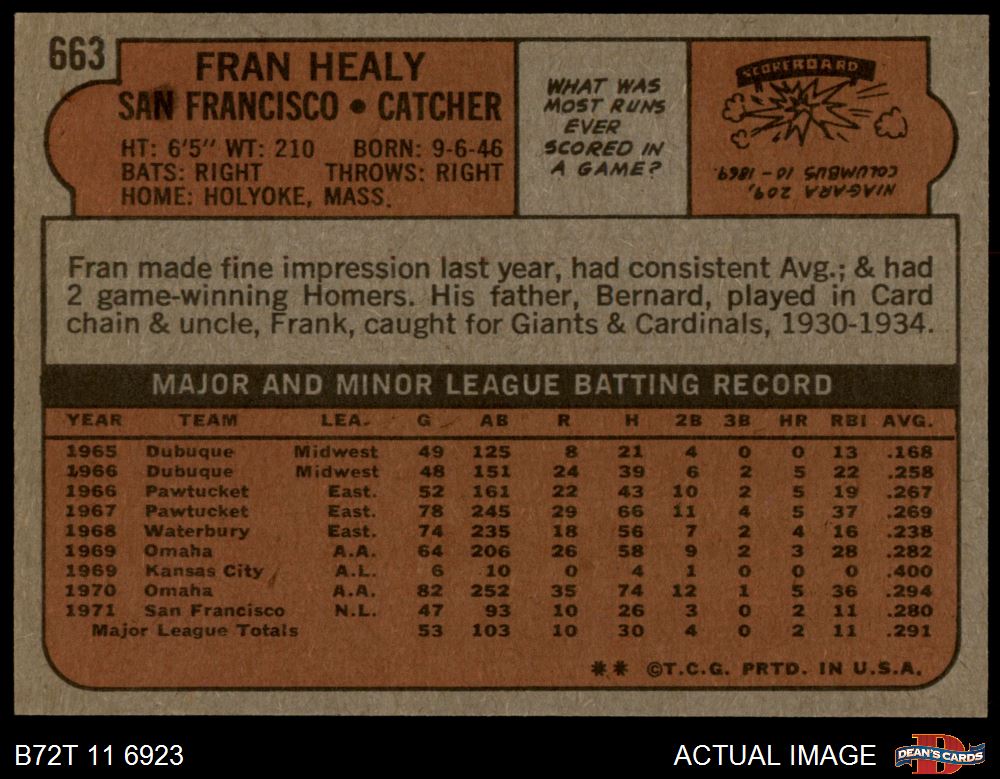 663
FRAN HEALY
SAN FRANCISCO • CATCHER
HT: 6'5" WT: 210 BORN: 9-6-46
BATS: RIGHT THROWS: RIGHT
HOME: HOLYOKE, MASS.
WHAT WAS
MOST RUNS
EVER
SCORED IN
A GAME?
SCOREBOARD
NIAGARA 209,
COLUMBUS 10 - 1869.
Fran made fine impression last year, had consistent Avg.; & had
2 game-winning Homers. His father, Bernard, played in Card
chain & uncle, Frank, caught for Giants & Cardinals, 1930-1934.
MAJOR AND MINOR LEAGUE BATTING RECORD
YEAR TEAM LEA. G AB R H 2B 3B HR RBI AVG.
1965 Dubuque Midwest 49 125 8 21 4 0 0 13 .168
1966 Dubuque Midwest 48 151 24 39 6 2 5 22 .258
1966 Pawtucket East. 52 161 22 43 10 2 5 19 .267
1967 Pawtucket East. 78 245 29 66 11 4 5 37 .269
1968 Waterbury East. 74 235 18 56 7 2 4 16 .238
1969 Omaha A.A. 64 206 26 58 9 2 3 28 .282
1969 Kansas City A.L. 6 10 0 4 1 0 0 0 .400
1970 Omaha A.A. 82 252 35 74 12 1 5 36 .294
1971 San Francisco N.L. 47 93 10 26 3 0 2 11 .280
Major League Totals 53 103 10 30 4 0 2 11 .291
** ©T.C.G. PRTD. IN U.S.A.
B72T 11 6923
ACTUAL IMAGE
DEAN'S CARDS